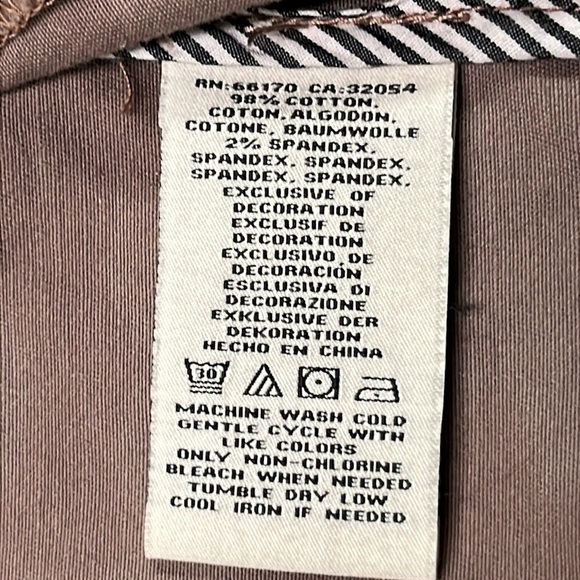 RN:66170 CA:32054
98% COTTON,
COTON, ALGODON,
COTONE, BAUMWOLLE
2% SPANDEX,
SPANDEX, SPANDEX,
SPANDEX, SPANDEX,
EXCLUSIVE OF
DECORATION
EXCLUSIF DE
DECORATION
EXCLUSIVO DE
DECORACIÓN
ESCLUSIVA DI
DECORAZIONE
EXKLUSIVE DER
DEKORATION
HECHO EN CHINA
30
MACHINE WASH COLD
GENTLE CYCLE WITH
LIKE COLORS
ONLY NON-CHLORINE
BLEACH WHEN NEEDED
TUMBLE DRY LOW
COOL IRON IF NEEDED